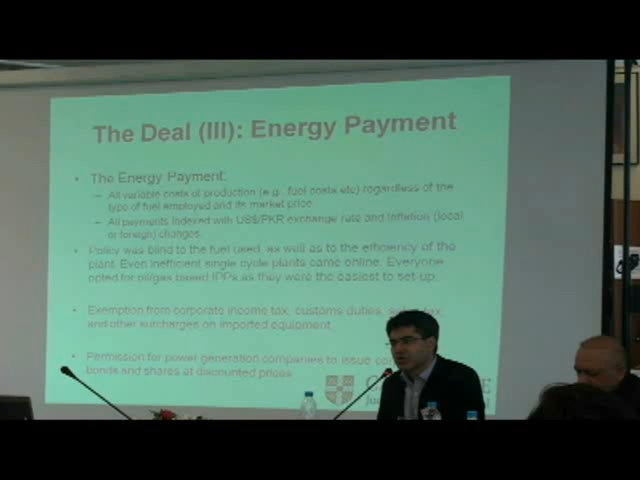 The Deal (III): Energy Payment
• The Energy Payment:
– All variable costs of production (e.g., fuel costs etc) regardless of the
type of fuel employed and its market price.
– All payments indexed with US$/PKR exchange rate and Inflation (local
or foreign) changes.
• Policy was blind to the fuel used, as well as to the efficiency of the
plant. Even inefficient single cycle plants came online. Everyone
opted for oil/gas based IPPs as they were the easiest to set-up.
• Exemption from corporate income tax, customs duties, sales tax,
and other surcharges on imported equipment.
• Permission for power generation companies to issue
bonds and shares at discounted prices